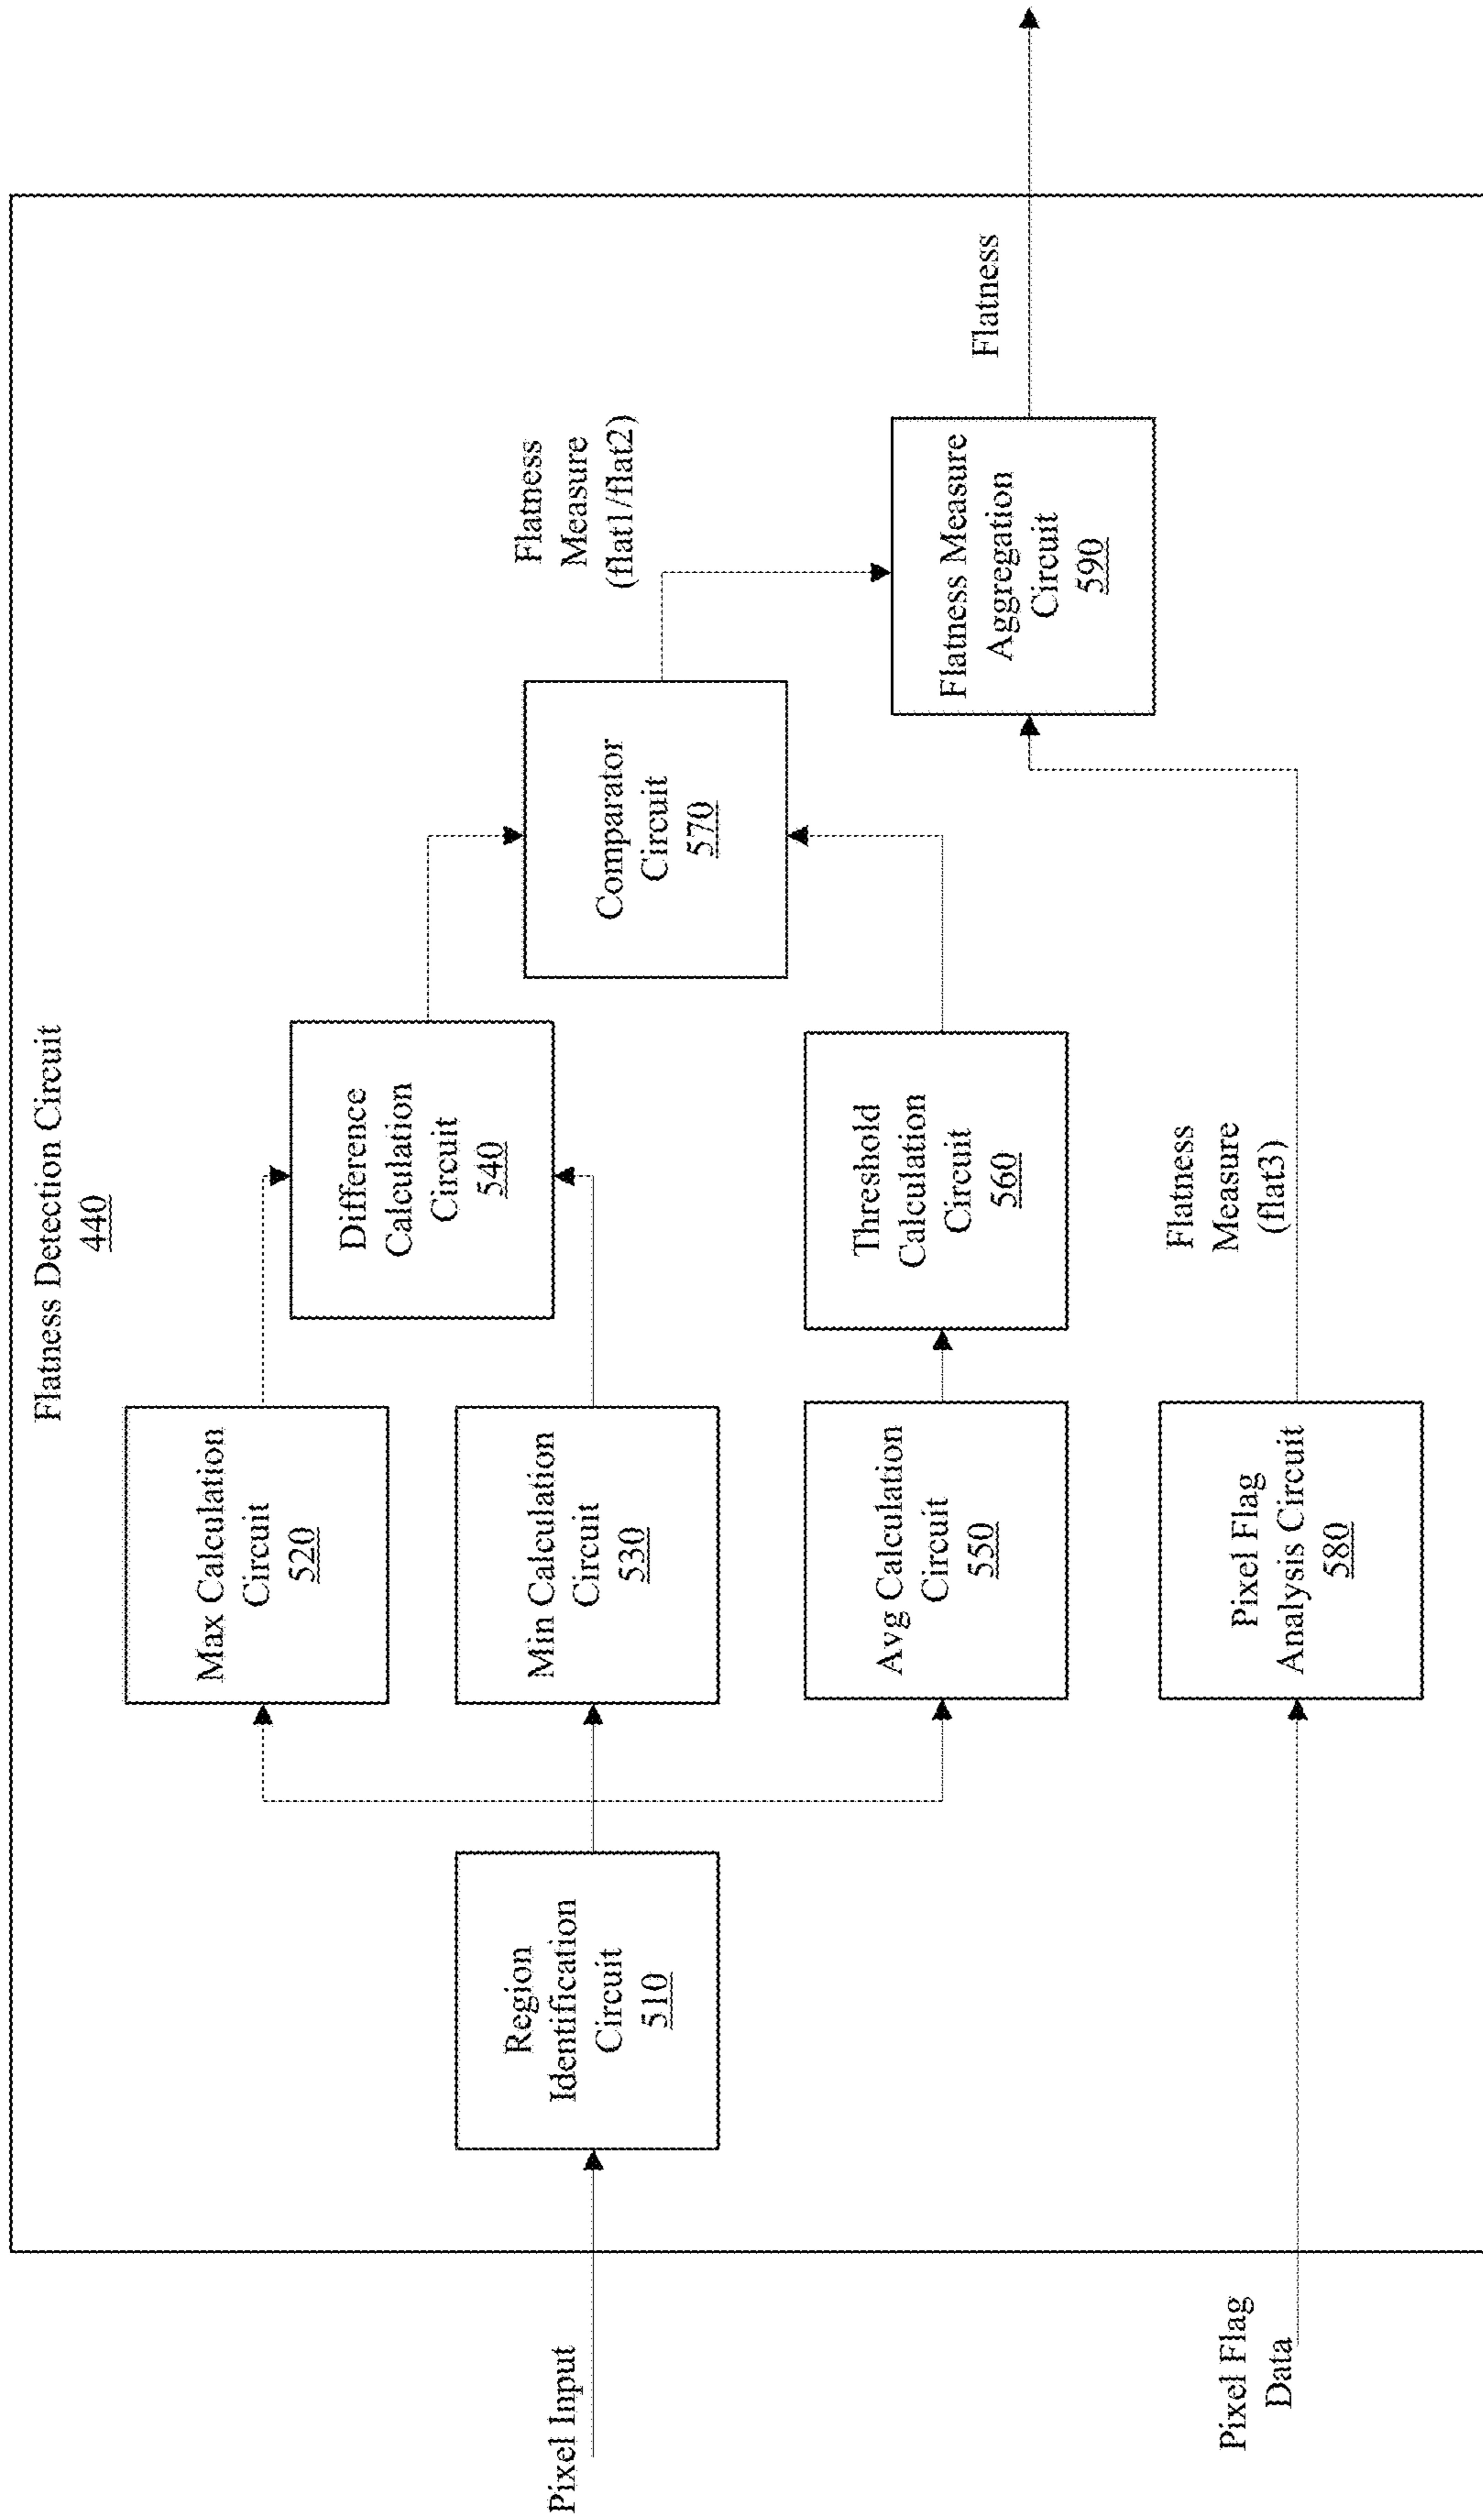 Flatness Detection Circuit
440
Pixel Input
Region
Identification
Circuit
510
Max Calculation
Circuit
520
Min Calculation
Circuit
530
Difference
Calculation
Circuit
540
Avg Calculation
Circuit
550
Threshold
Calculation
Circuit
560
Comparator
Circuit
570
Flatness
Measure
(flat1/flat2)
Pixel Flag
Data
Pixel Flag
Analysis Circuit
580
Flatness
Measure
(flat3)
Flatness Measure
Aggregation
Circuit
590
Flatness